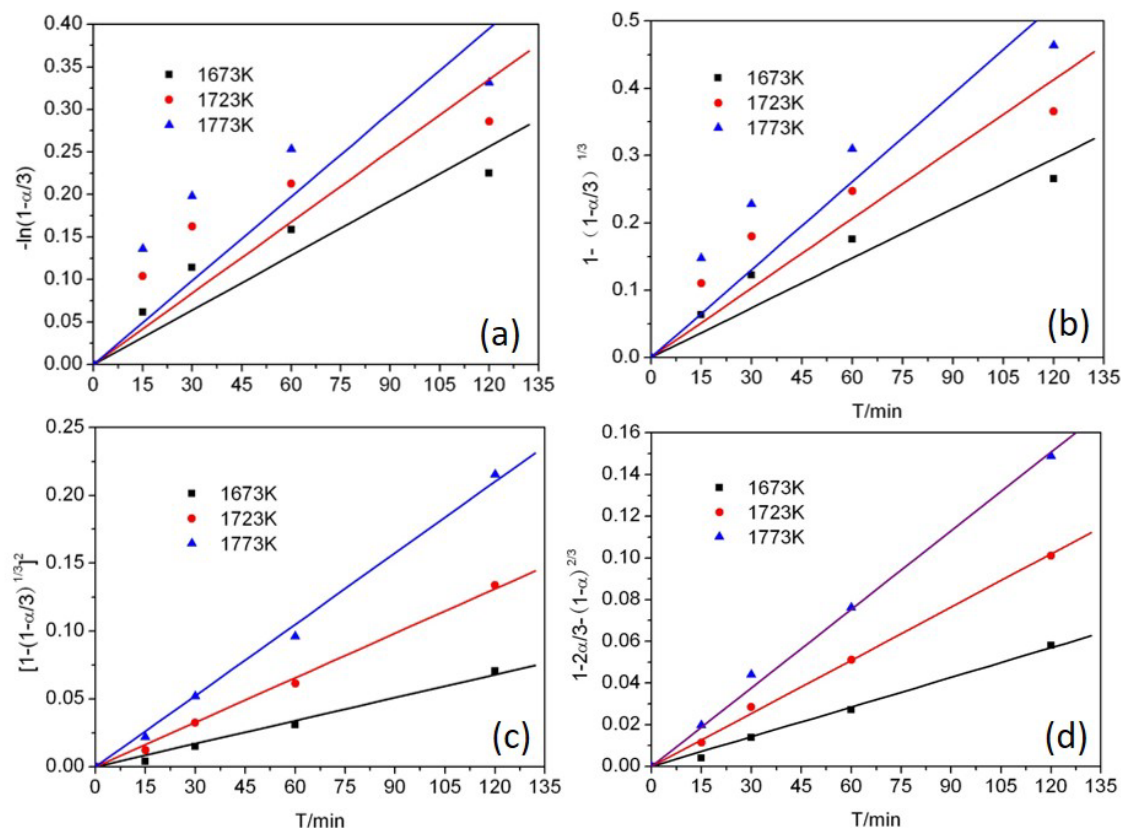 0.40
0.35
0.30
0.25
0.20
0.15
0.10
0.05
0.00
-ln(1-α/3)
1673K
1723K
1773K
(a)
0 15 30 45 60 75 90 105 120 135
0.5
0.4
0.3
0.2
0.1
0.0
1-（1-α/3）1/3
1673K
1723K
1773K
(b)
0 15 30 45 60 75 90 105 120 135
T/min
0.25
0.20
0.15
0.10
0.05
0.00
[1-(1-α/3)1/3]2
1673K
1723K
1773K
(c)
0 15 30 45 60 75 90 105 120 135
T/min
0.16
0.14
0.12
0.10
0.08
0.06
0.04
0.02
0.00
1-2α/3-(1-α)2/3
1673K
1723K
1773K
(d)
0 15 30 45 60 75 90 105 120 135
T/min